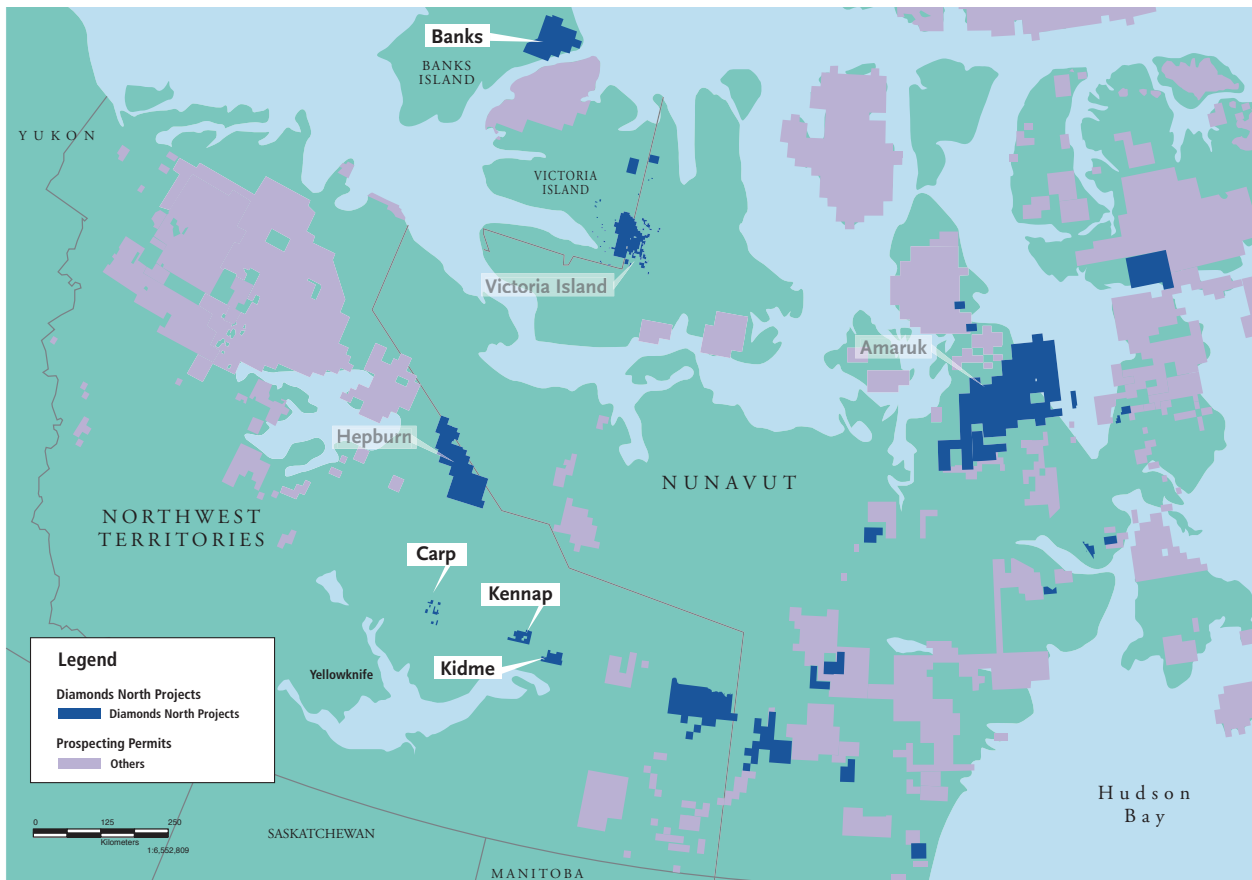 Banks
BANKS
ISLAND
YUKON
VICTORIA
ISLAND
Victoria Island
Amaruk
Hepburn
NUNAVUT
NORTHWEST
TERRITORIES
Carp
Kennap
Kidme
Yellowknife
Legend
Diamonds North Projects
Diamonds North Projects
Prospecting Permits
Others
Hudson
Bay
0 125 250
Kilometers
1:6,552,809
SASKATCHEWAN
MANITOBA